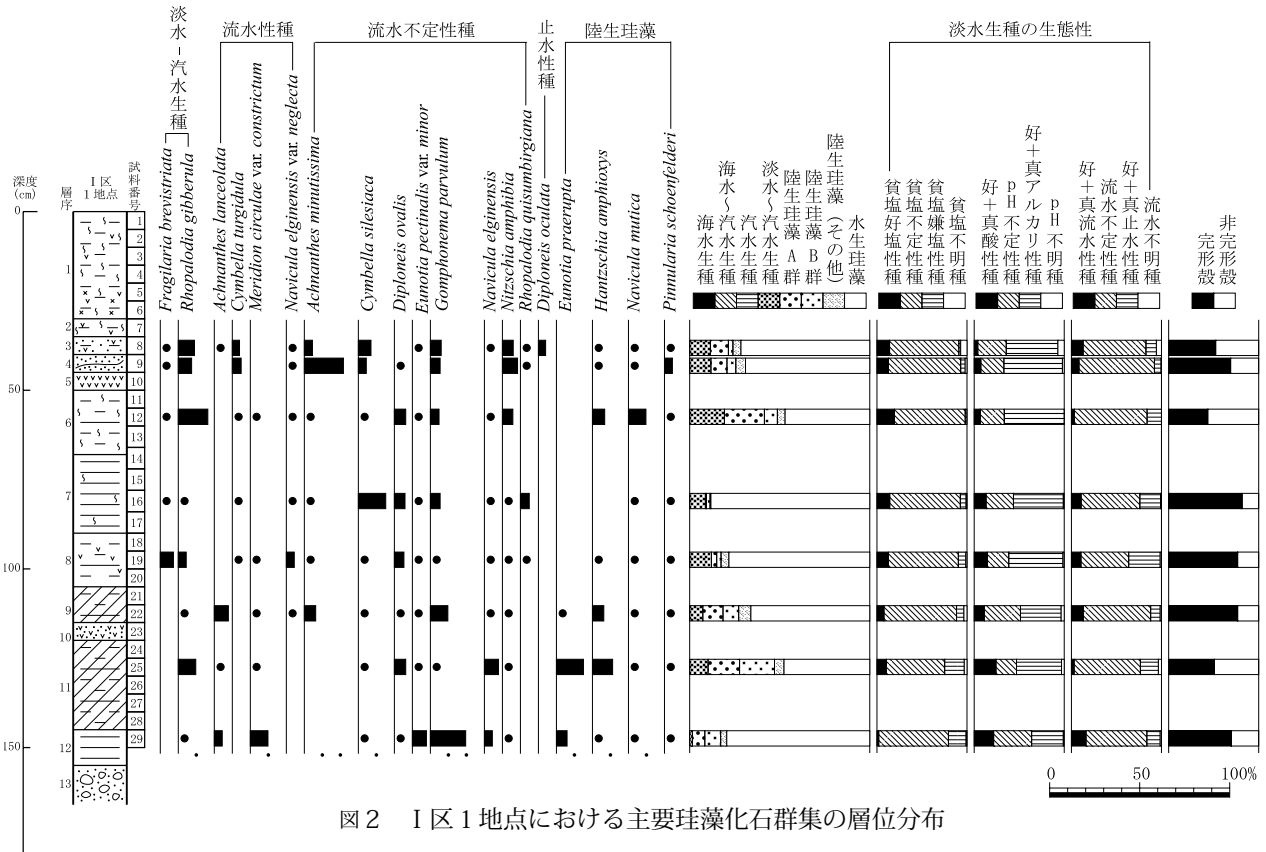 淡水－汽水生種
流水性種
流水不定性種
止水性種
陸生珪藻
淡水生種の生態性
深度
(cm)
層序
Ⅰ区
1地点
試料番号
Fragilaria brevistriata
Rhopalodia gibberula
Achnanthes lanceolata
Cymbella turgidula
Meridion circulae var. constrictum
Navicula elginensis var. neglecta
Achnanthes minutissima
Cymbella silesiaca
Diploneis ovalis
Eunotia pectinalis var. minor
Gomphonema parvulum
Navicula elginensis
Nitzschia amphibia
Rhopalodia quisumbirgiana
Diploneis oculata
Eunotia praerupta
Hantzschia amphioxys
Navicula mutica
Pinnularia schoenfelderi
海水生種
海水～汽水生種
汽水生種
淡水～汽水生種
陸生珪藻A群
陸生珪藻B群
陸生珪藻(その他)
水生珪藻
貧塩好塩性種
貧塩不定性種
貧塩嫌塩性種
貧塩不明種
好＋真酸性種
pH不定性種
好＋真アルカリ性種
pH不明種
好＋真流水性種
流水不定性種
好＋真止水性種
流水不明種
完形殻
非完形殻
0
50
100
150
1
2
3
4
5
6
7
8
9
10
11
12
13
1
2
3
4
5
6
7
8
9
10
11
12
13
14
15
16
17
18
19
20
21
22
23
24
25
26
27
28
29
0 50 100%
図２　Ⅰ区１地点における主要珪藻化石群集の層位分布